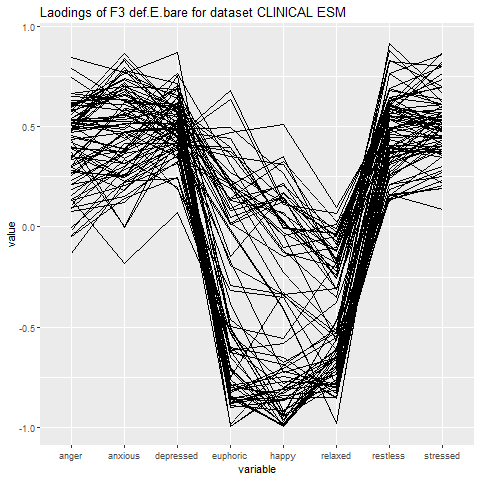 Laodings of F3 def.E.bare for dataset CLINICAL ESM
value
1.0
0.5
0.0
-0.5
-1.0
anger anxious depressed euphoric happy relaxed restless stressed
variable